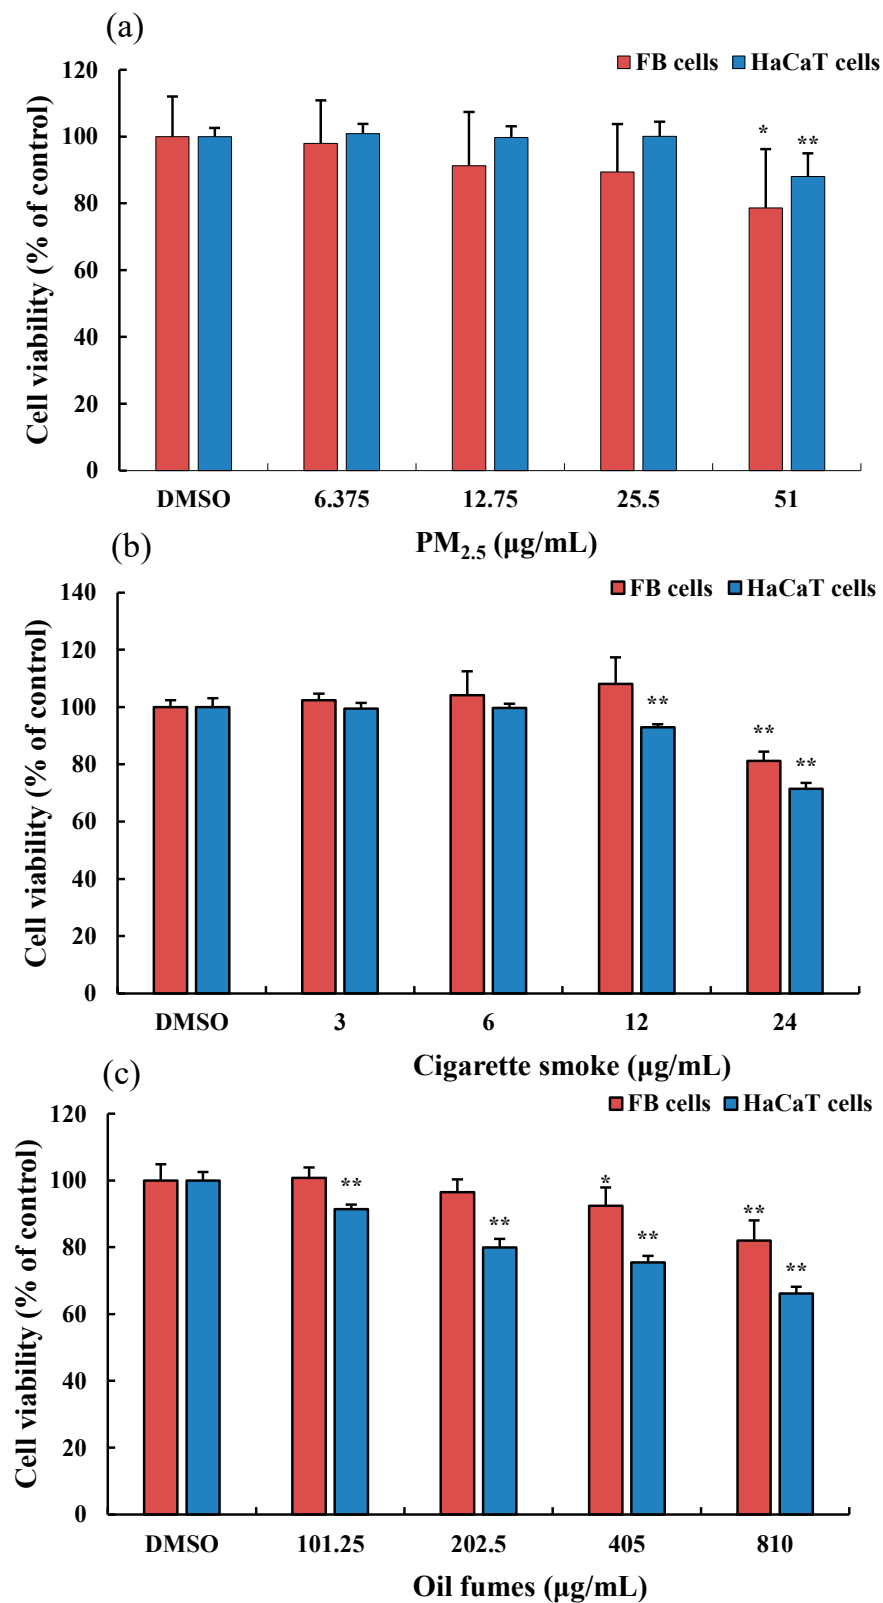 (a)
FB cells HaCaT cells
Cell viability (% of control)
120
100
80
60
40
20
0
* **
DMSO 6.375 12.75 25.5 51
PM2.5 (μg/mL)
(b)
FB cells HaCaT cells
Cell viability (% of control)
140
120
100
80
60
40
20
0
** ** **
DMSO 3 6 12 24
Cigarette smoke (μg/mL)
(c)
FB cells HaCaT cells
Cell viability (% of control)
120
100
80
60
40
20
0
** ** * ** ** **
DMSO 101.25 202.5 405 810
Oil fumes (μg/mL)